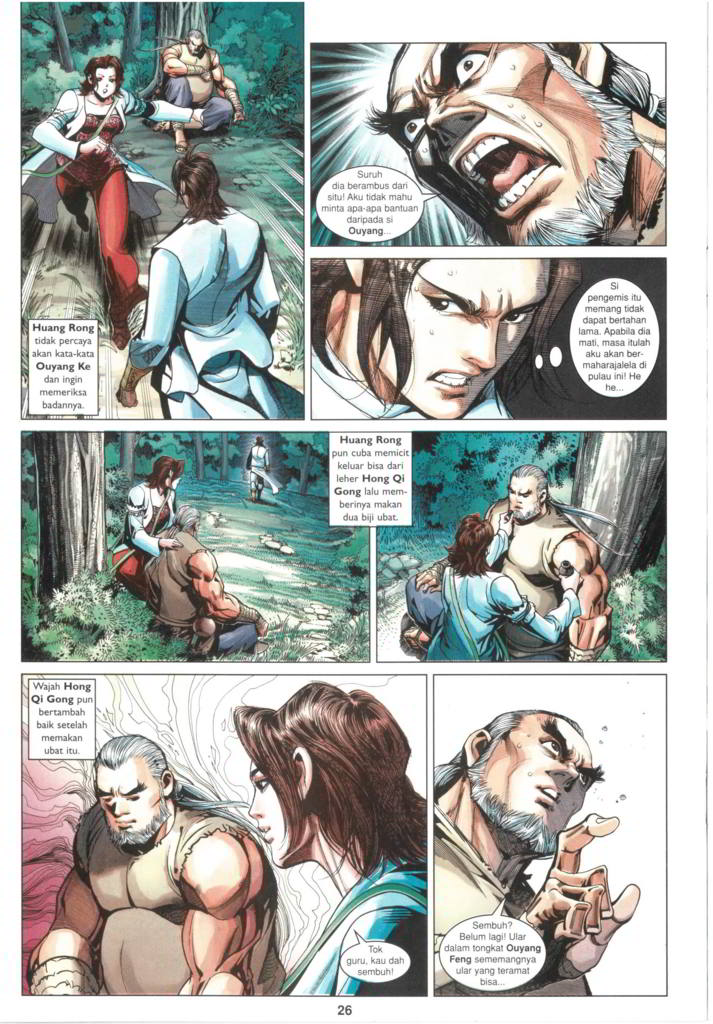 Huang Rong
tidak percaya
akan kata-kata
Ouyang Ke
dan ingin
memeriksa
badannya.
Suruh
dia berambus dari
situ! Aku tidak mahu
minta apa-apa bantuan
daripada si
Ouyang...
Si
pengemis itu
memang tidak
dapat bertahan
lama. Apabila dia
mati, masa itulah
aku akan ber-
maharajalela di
pulau ini! He
he...
Huang Rong
pun cuba memicit
keluar bisa dari
leher Hong Qi
Gong lalu mem-
berinya makan
dua biji ubat.
Wajah Hong
Qi Gong pun
bertambah
baik setelah
memakan
ubat itu.
Tok
guru, kau dah
sembuh!
Sembuh?
Belum lagi! Ular
dalam tongkat Ouyang
Feng sememangnya
ular yang teramat
bisa...
26